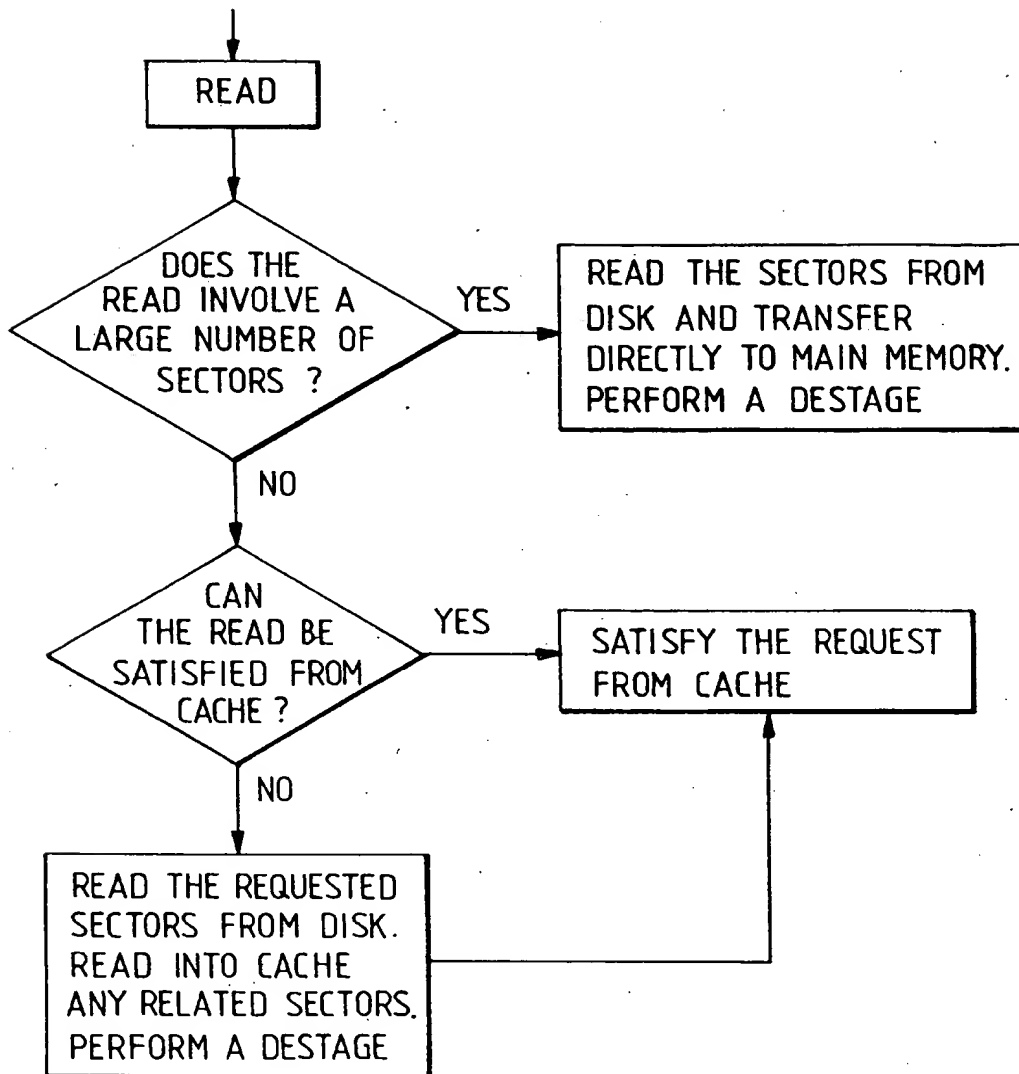 READ
DOES THE
READ INVOLVE A
LARGE NUMBER OF
SECTORS ?
YES
READ THE SECTORS FROM
DISK AND TRANSFER
DIRECTLY TO MAIN MEMORY.
PERFORM A DESTAGE
NO
CAN
THE READ BE
SATISFIED FROM
CACHE ?
YES
SATISFY THE REQUEST
FROM CACHE
NO
READ THE REQUESTED
SECTORS FROM DISK.
READ INTO CACHE
ANY RELATED SECTORS.
PERFORM A DESTAGE